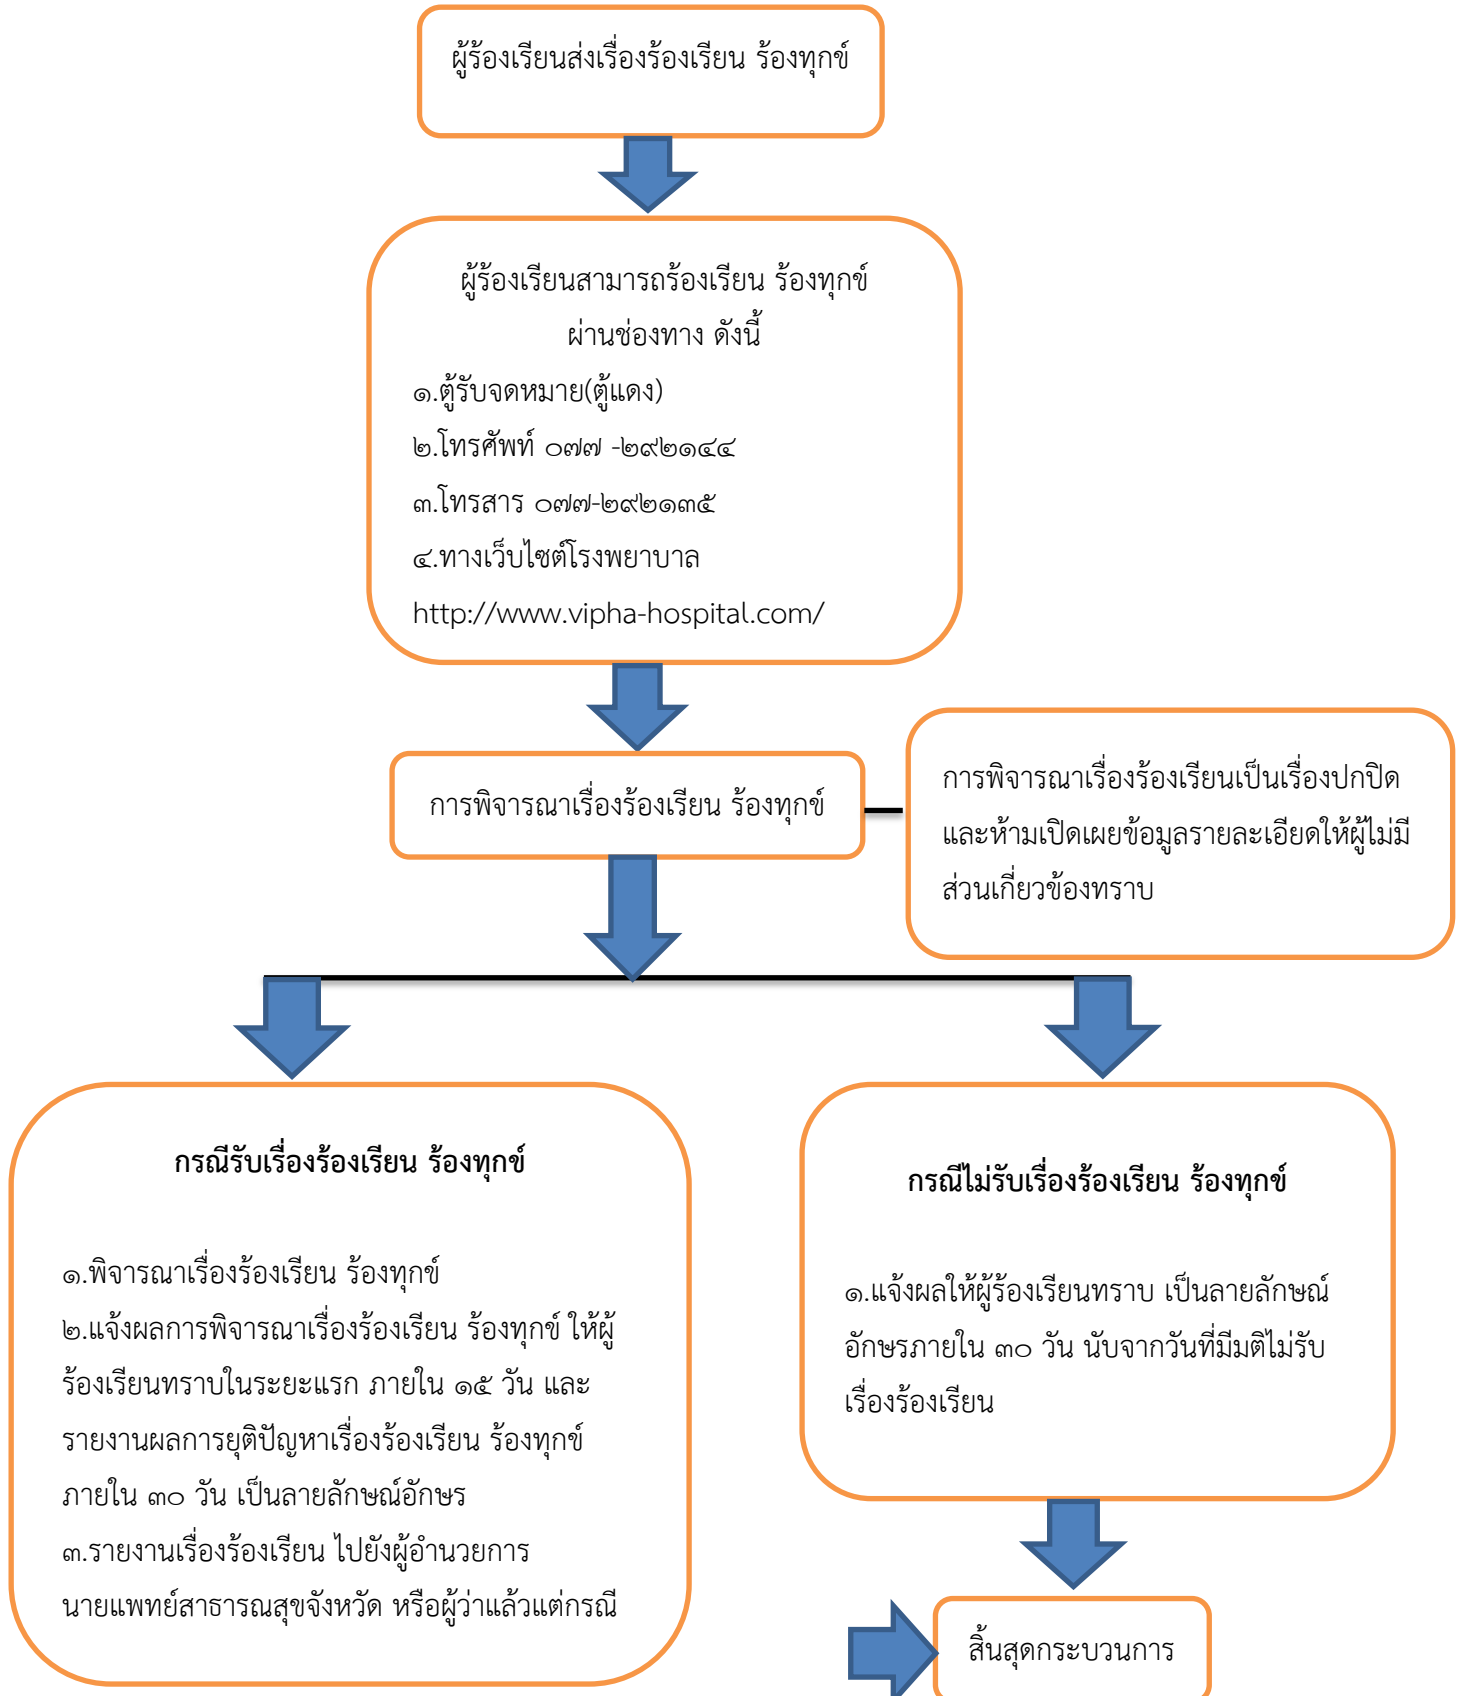 ผู้ร้องเรียนส่งเรื่องร้องเรียน ร้องทุกข์
ผู้ร้องเรียนสามารถร้องเรียน ร้องทุกข์
ผ่านช่องทาง ดังนี้
๑.ตู้รับจดหมาย(ตู้แดง)
๒.โทรศัพท์ ๐๗๗ -๒๙๒๑๔๔
๓.โทรสาร ๐๗๗-๒๙๒๑๓๕
๔.ทางเว็บไซต์โรงพยาบาล
http://www.vipha-hospital.com/
การพิจารณาเรื่องร้องเรียน ร้องทุกข์
การพิจารณาเรื่องร้องเรียนเป็นเรื่องปกปิด
และห้ามเปิดเผยข้อมูลรายละเอียดให้ผู้ไม่มี
ส่วนเกี่ยวข้องทราบ
กรณีรับเรื่องร้องเรียน ร้องทุกข์
๑.พิจารณาเรื่องร้องเรียน ร้องทุกข์
๒.แจ้งผลการพิจารณาเรื่องร้องเรียน ร้องทุกข์ ให้ผู้
ร้องเรียนทราบในระยะแรก ภายใน ๑๕ วัน และ
รายงานผลการยุติปัญหาเรื่องร้องเรียน ร้องทุกข์
ภายใน ๓๐ วัน เป็นลายลักษณ์อักษร
๓.รายงานเรื่องร้องเรียน ไปยังผู้อำนวยการ
นายแพทย์สาธารณสุขจังหวัด หรือผู้ว่าแล้วแต่กรณี
กรณีไม่รับเรื่องร้องเรียน ร้องทุกข์
๑.แจ้งผลให้ผู้ร้องเรียนทราบ เป็นลายลักษณ์
อักษรภายใน ๓๐ วัน นับจากวันที่มีมติไม่รับ
เรื่องร้องเรียน
สิ้นสุดกระบวนการ